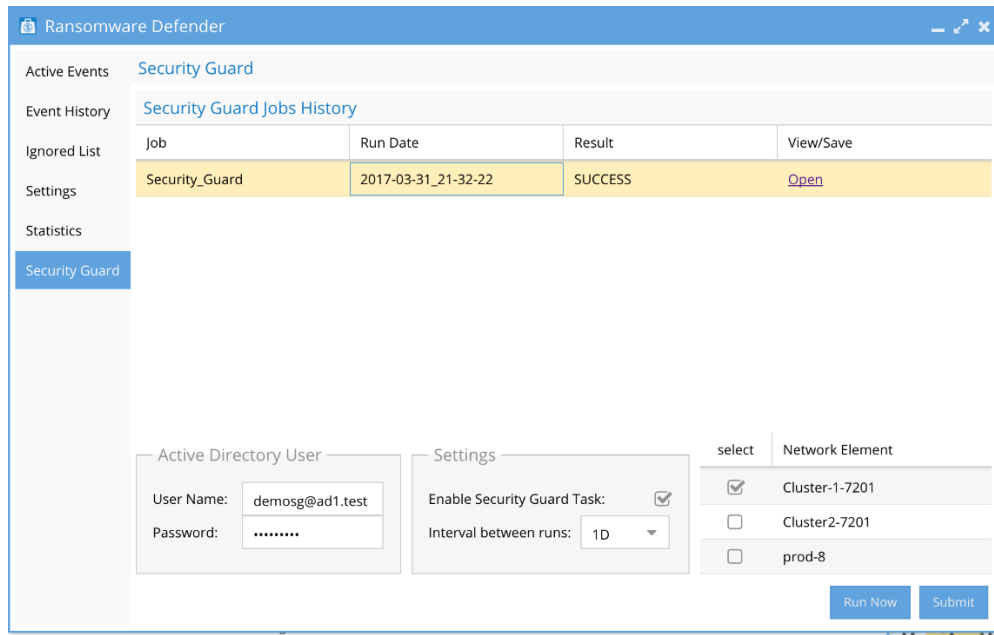 Ransomware Defender
Active Events
Event History
Ignored List
Settings
Statistics
Security Guard
Security Guard
Security Guard Jobs History
Job Run Date Result View/Save
Security_Guard 2017-03-31_21-32-22 SUCCESS Open
Active Directory User
User Name: demosg@ad1.test
Password: •••••••••
Settings
Enable Security Guard Task:
Interval between runs: 1D
select Network Element
Cluster-1-7201
Cluster2-7201
prod-8
Run Now Submit